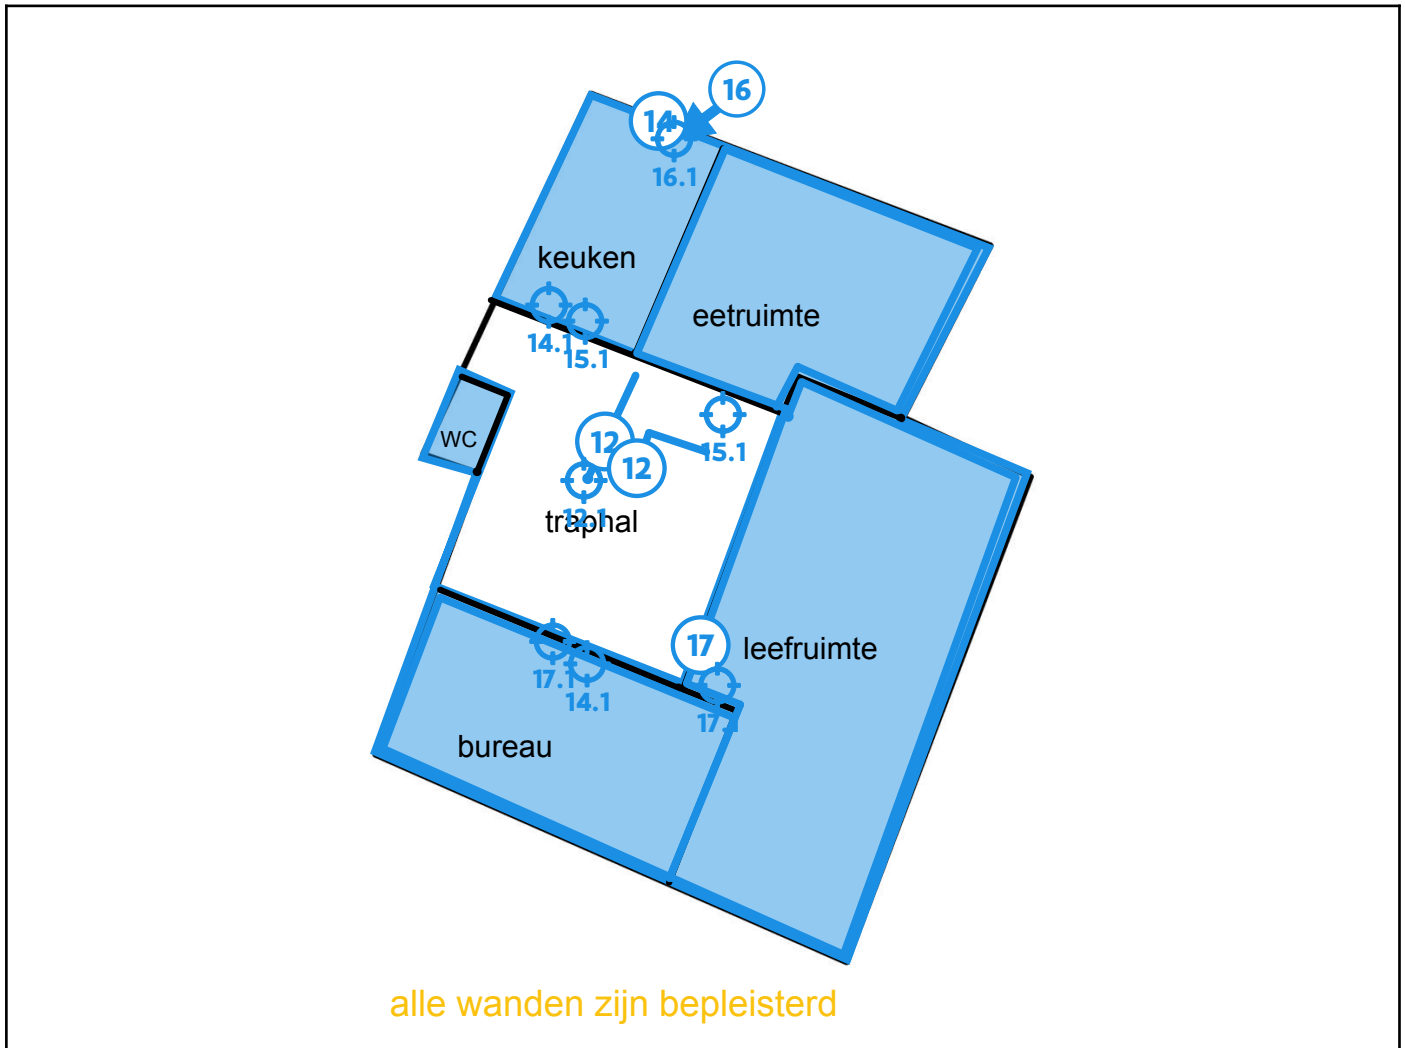 16
14
16.1
keuken
eetruimte
14.1
15.1
12
15.1
12
WC
12.1
traphal
17
leefruimte
17.1
14.1
17.1
bureau
alle wanden zijn bepleisterd